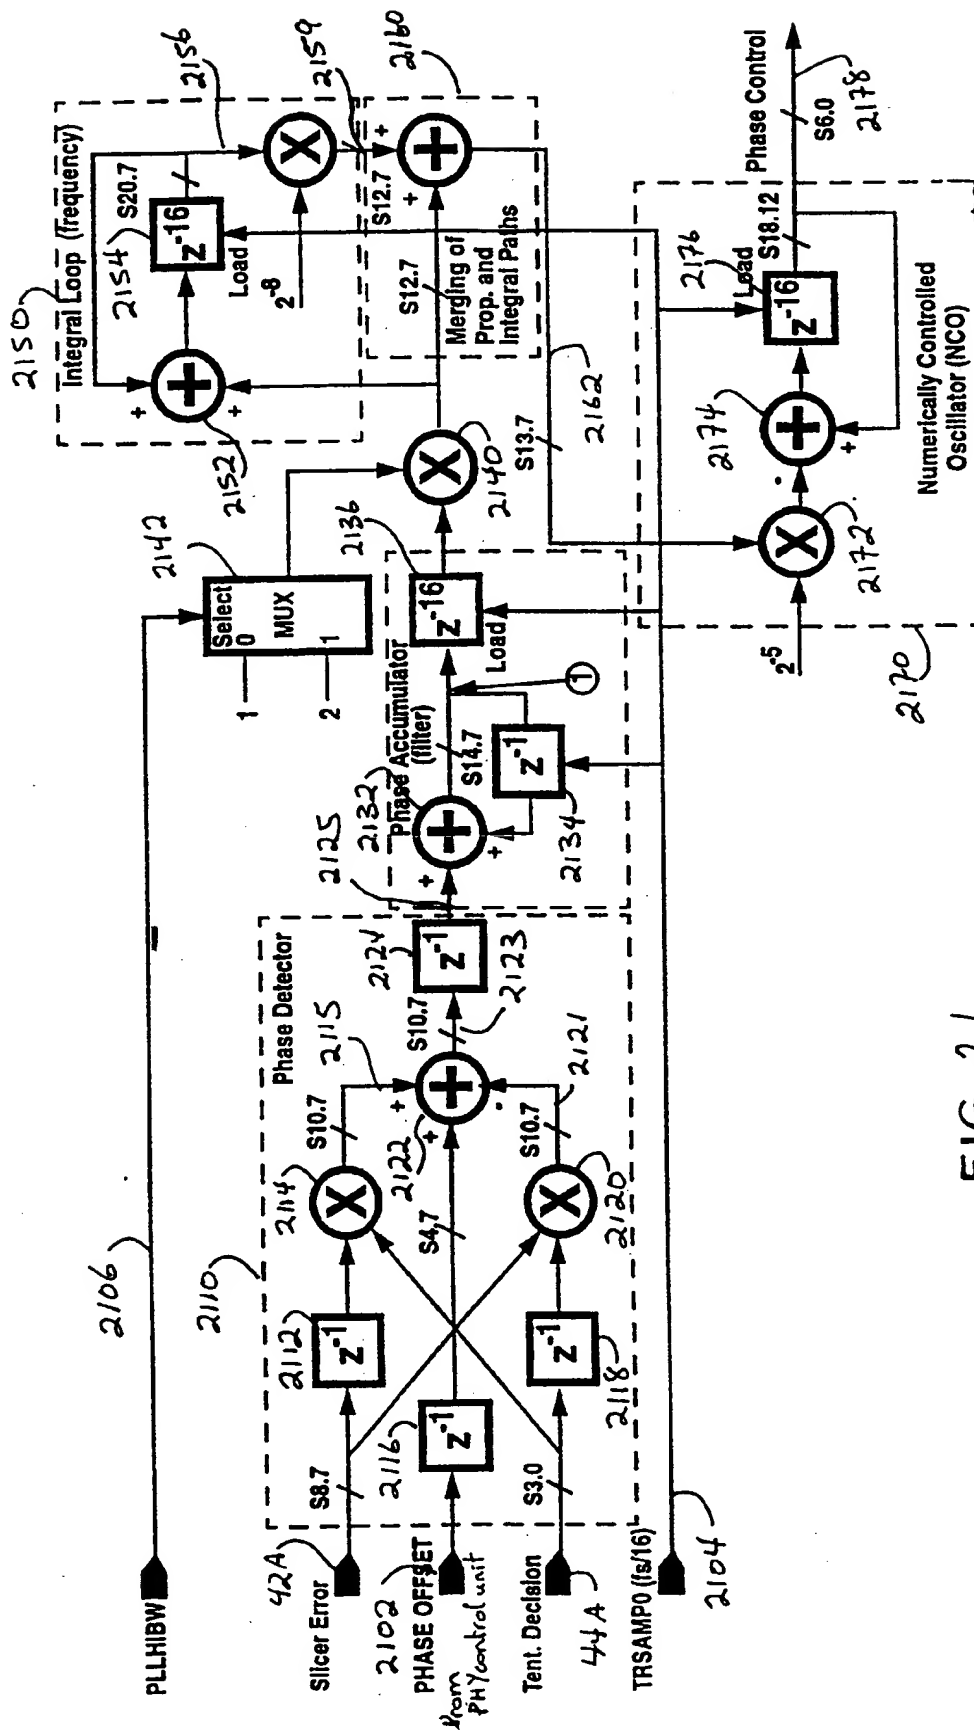 PLLHIBW
2106
Select
0
MUX
1
1
2
2142
2150
Integral Loop (frequency)
2154
z-16
S20.7
2156
Load
2-8
X
2159
+
+
+
2152
S12.7
+
+
+
2160
S12.7
Merging of
Prop. and
Integral Paths
2110
Phase Detector
42A
Slicer Error
S8.7
2112
z-1
2114
X
S10.7
2115
2102
PHASE OFFSET
from
PHY control unit
2116
z-1
S4,7
2122
+
+
+
-
S10.7
2123
2124
z-1
2125
Tent. Decision
44A
S3.0
2118
z-1
2120
X
S10.7
2121
2132
Phase Accumulator
(filter)
+
+
+
S14.7
z-1
2134
1
2136
z-16
Load
X
2140
S13.7
2162
TRSAMP0 (fs/16)
2104
2170
2-5
X
2172
-
2174
+
+
2176
Load
z-16
S18.12
Phase Control
S6.0
2178
Numerically Controlled
Oscillator (NCO)
FIG. 21